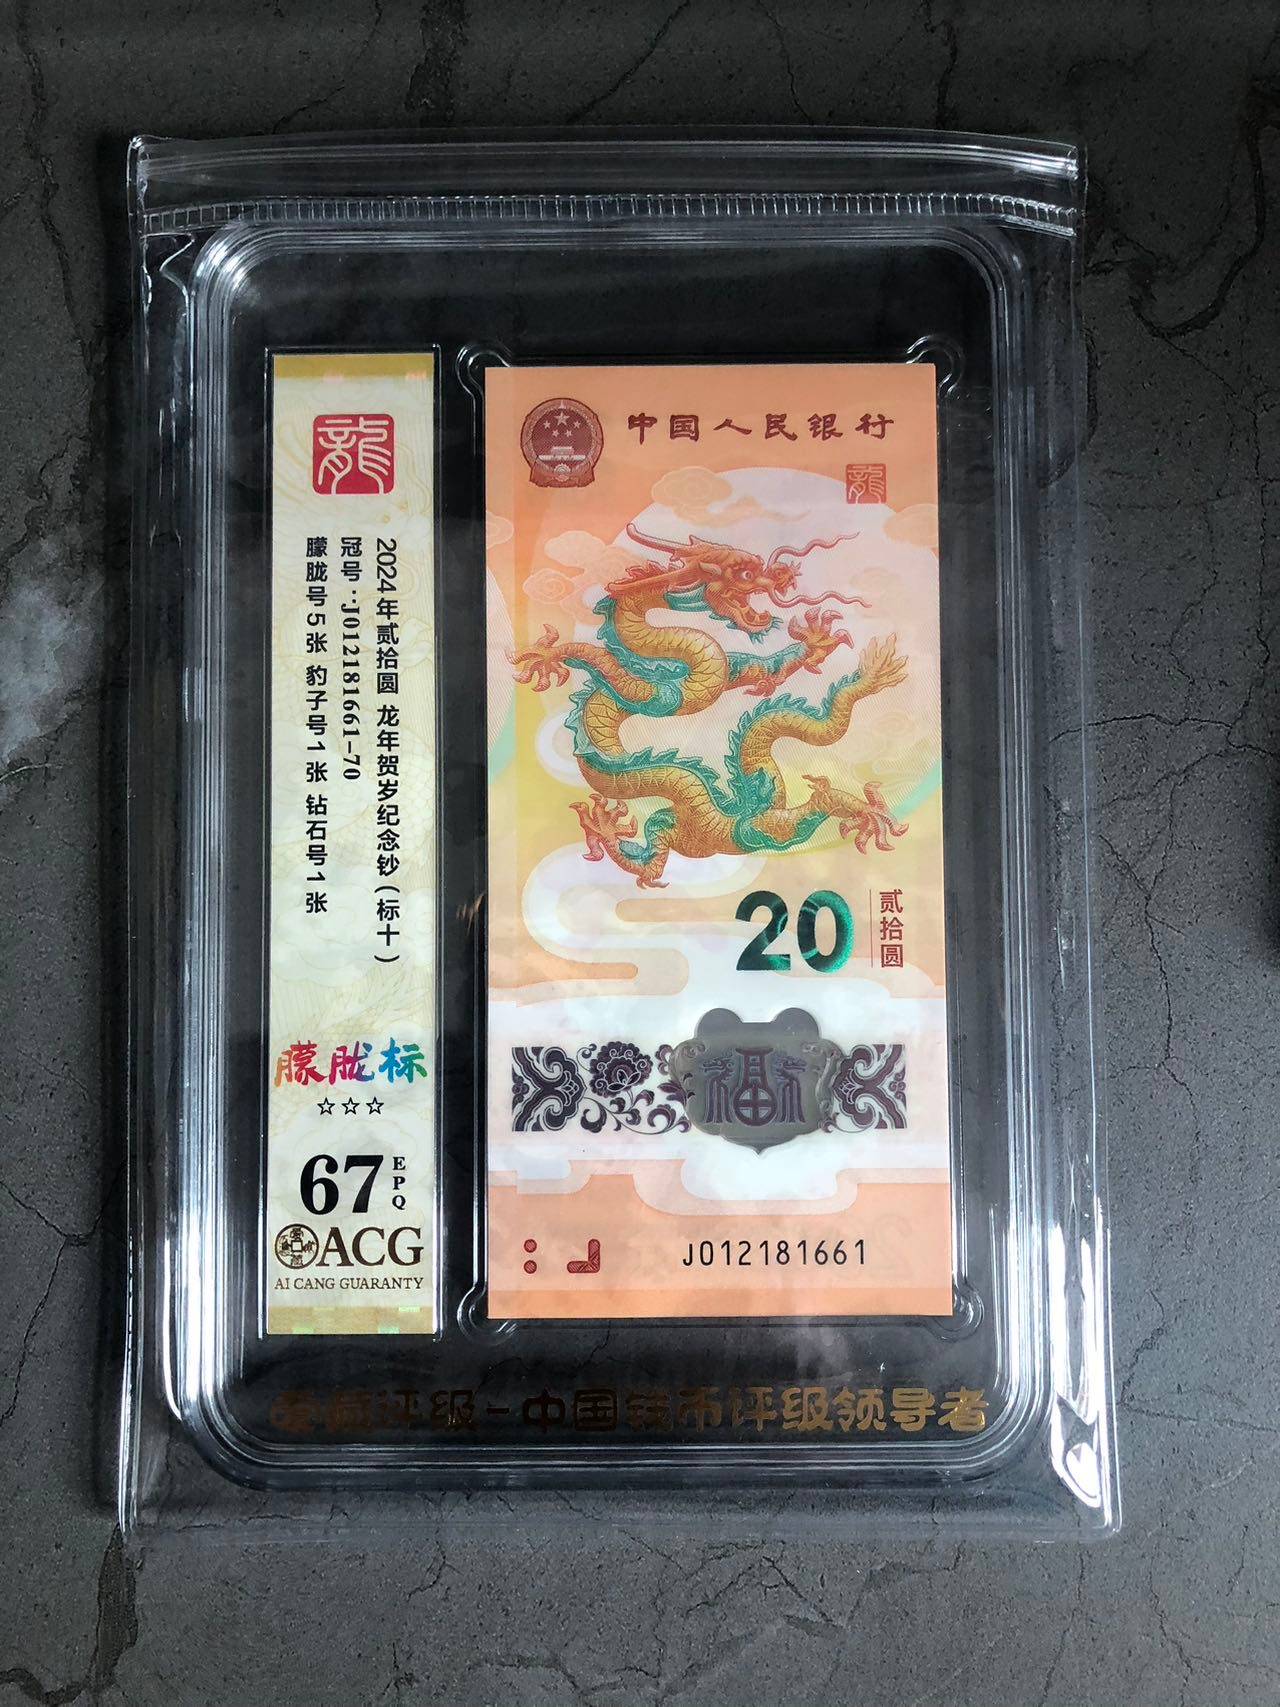 龍
2024年贰拾圆 龙年贺岁纪念钞(标十)
冠号:J012181661-70
朦胧号5张 豹子号1张 钻石号1张
朦胧标
☆☆☆
67 EPQ
ACG
AI CANG GUARANTY
中国人民银行
龍
20 贰拾圆
福
J012181661
爱藏评级-中国钱币评级领导者